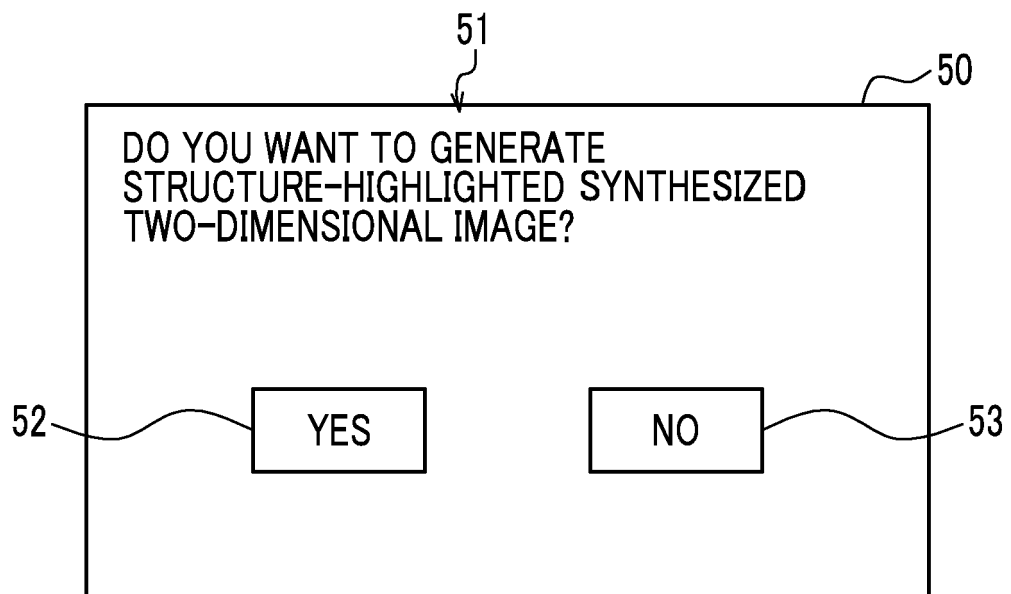 51
50
DO YOU WANT TO GENERATE
STRUCTURE-HIGHLIGHTED SYNTHESIZED
TWO-DIMENSIONAL IMAGE?
52
YES
NO
53